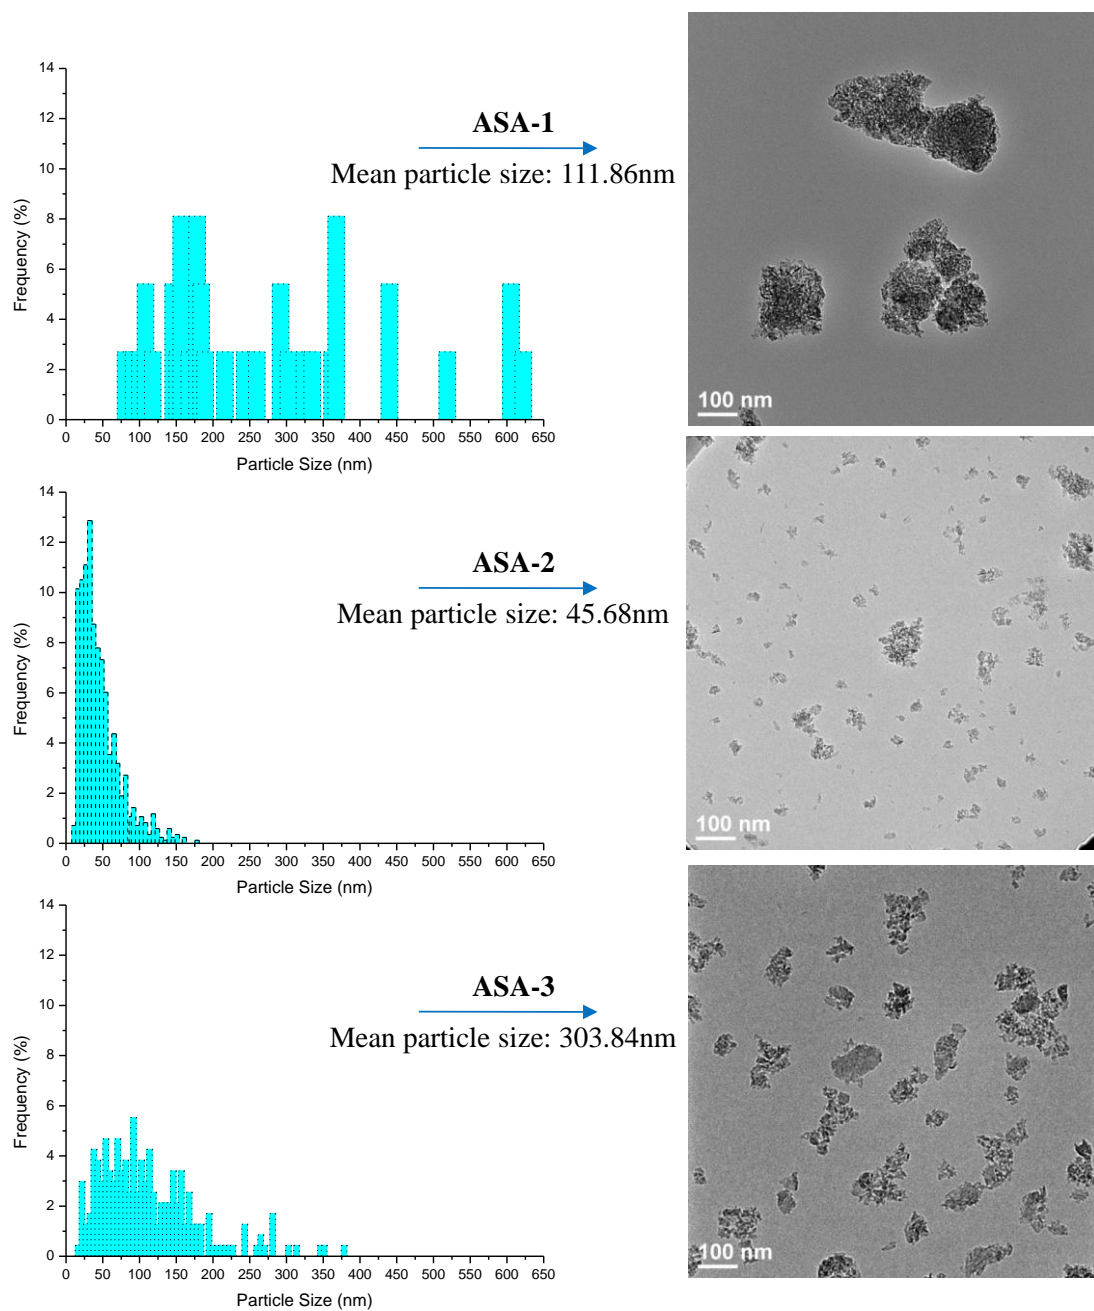 14
12
10
8
6
4
2
0
Frequency (%)
0 50 100 150 200 250 300 350 400 450 500 550 600 650
Particle Size (nm)
ASA-1
Mean particle size: 111.86nm
100 nm
14
12
10
8
6
4
2
0
Frequency (%)
0 50 100 150 200 250 300 350 400 450 500 550 600 650
Particle Size (nm)
ASA-2
Mean particle size: 45.68nm
100 nm
14
12
10
8
6
4
2
0
Frequency (%)
0 50 100 150 200 250 300 350 400 450 500 550 600 650
Particle Size (nm)
ASA-3
Mean particle size: 303.84nm
100 nm